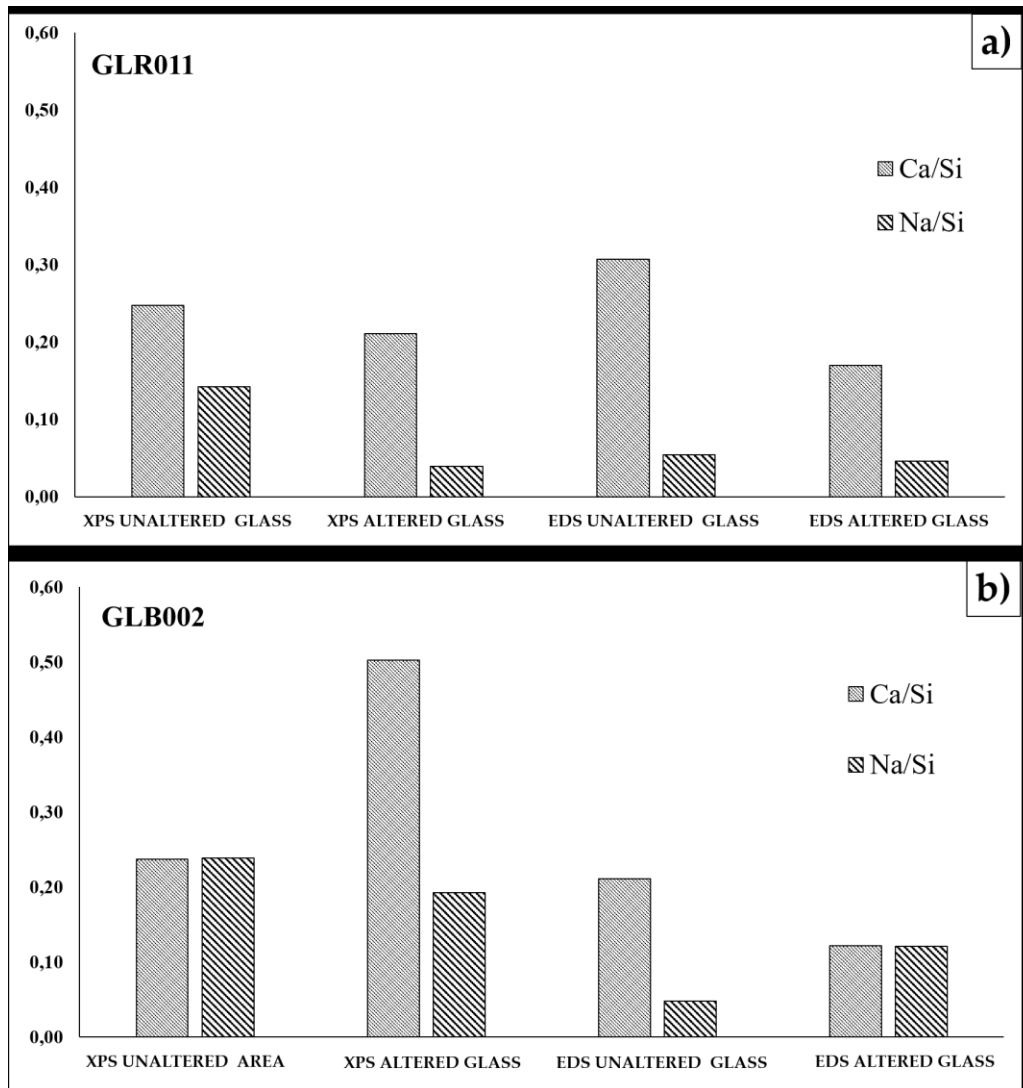 a)
0,60
GLR011
0,50
0,40
Ca/Si
0,30
Na/Si
0,20
0,10
0,00
XPS UNALTERED GLASS XPS ALTERED GLASS EDS UNALTERED GLASS EDS ALTERED GLASS
b)
0,60
GLB002
0,50
Ca/Si
0,40
Na/Si
0,30
0,20
0,10
0,00
XPS UNALTERED AREA XPS ALTERED GLASS EDS UNALTERED GLASS EDS ALTERED GLASS